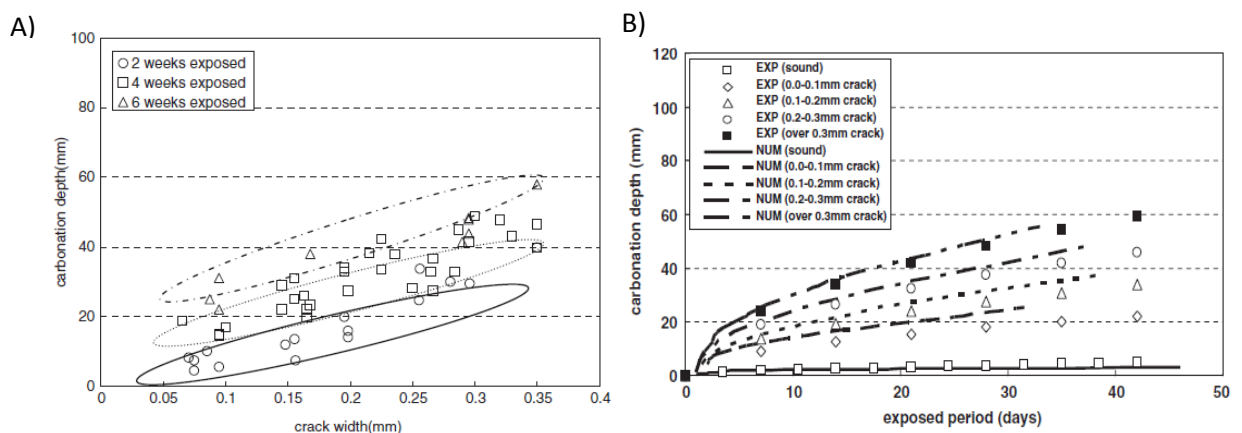 A)
100
80
60
40
20
0
carbonation depth(mm)
2 weeks exposed
4 weeks exposed
6 weeks exposed
0 0.05 0.1 0.15 0.2 0.25 0.3 0.35 0.4
crack width(mm)
B)
120
100
80
60
40
20
0
carbonation depth (mm)
EXP (sound)
EXP (0.0-0.1mm crack)
EXP (0.1-0.2mm crack)
EXP (0.2-0.3mm crack)
EXP (over 0.3mm crack)
NUM (sound)
NUM (0.0-0.1mm crack)
NUM (0.1-0.2mm crack)
NUM (0.2-0.3mm crack)
NUM (over 0.3mm crack)
0 10 20 30 40 50
exposed period (days)